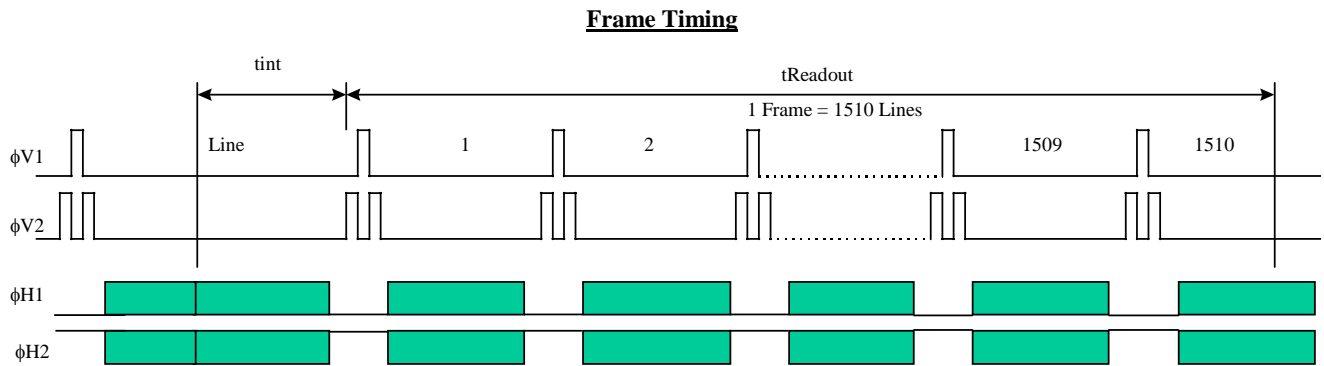 Frame Timing
tint
tReadout
1 Frame = 1510 Lines
ϕV1
Line
1
2
1509
1510
ϕV2
ϕH1
ϕH2